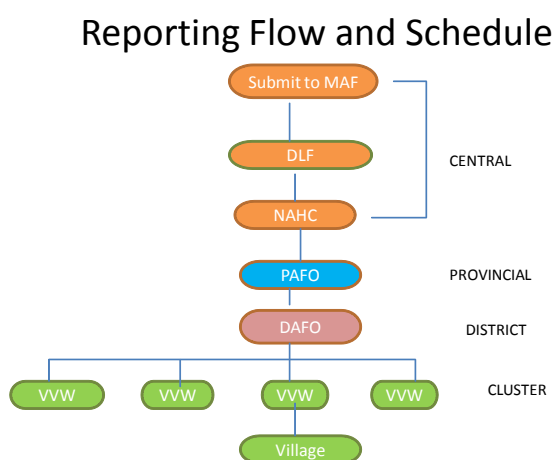 Reporting Flow and Schedule
Submit to MAF
DLF
CENTRAL
NAHC
PAFO
PROVINCIAL
DAFO
DISTRICT
VVW
VVW
VVW
VVW
CLUSTER
Village